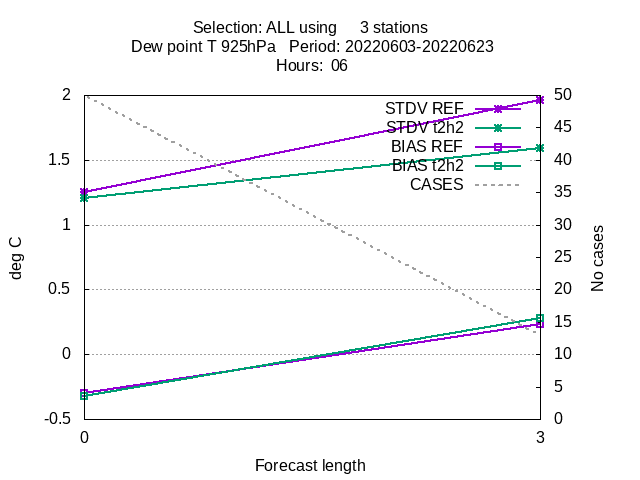 Selection: ALL using 3 stations
Dew point T 925hPa Period: 20220603-20220623
Hours: 06
2
1.5
1
0.5
0
-0.5
50
45
40
35
30
25
20
15
10
5
0
STDV REF
STDV t2h2
BIAS REF
BIAS t2h2
CASES
deg C
No cases
0
3
Forecast length